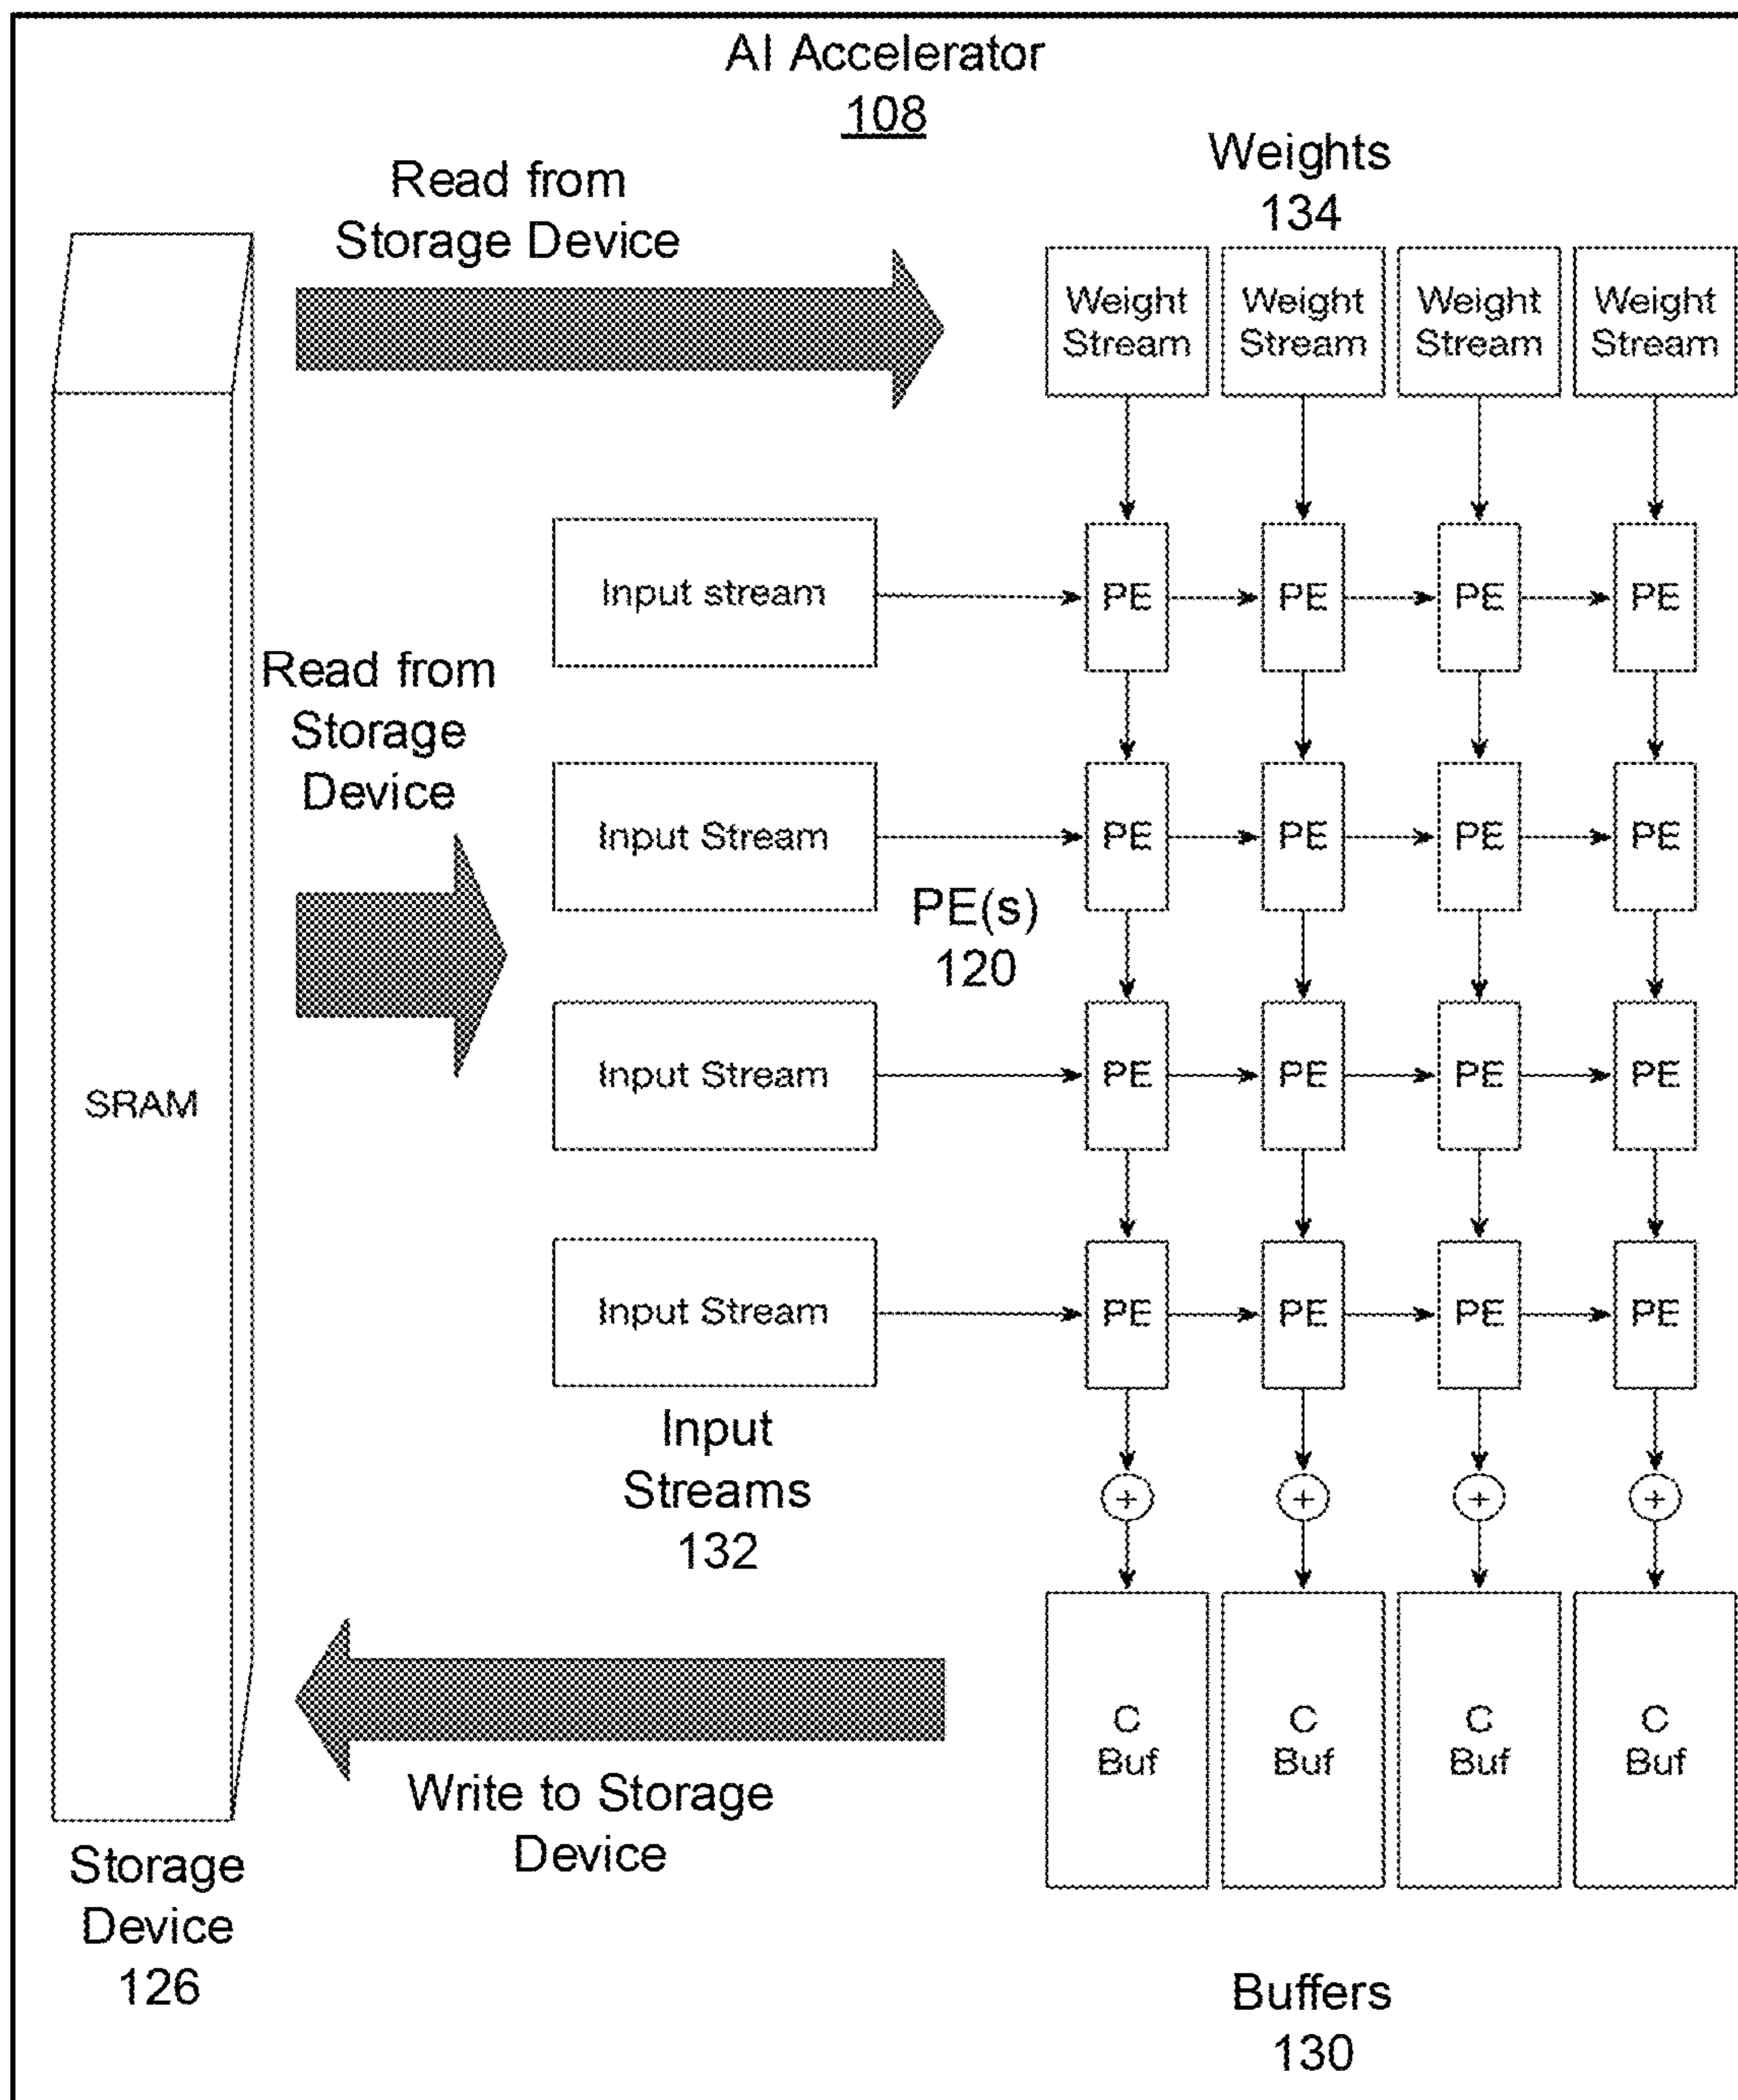 AI Accelerator
108
Read from
Storage Device
Weights
134
Weight
Stream
Weight
Stream
Weight
Stream
Weight
Stream
Input stream
PE
PE
PE
PE
Read from
Storage
Device
Input Stream
PE
PE
PE
PE
PE(s)
120
SRAM
Input Stream
PE
PE
PE
PE
Input Stream
PE
PE
PE
PE
Input
Streams
132
+
+
+
+
C
Buf
C
Buf
C
Buf
C
Buf
Write to Storage
Device
Storage
Device
126
Buffers
130